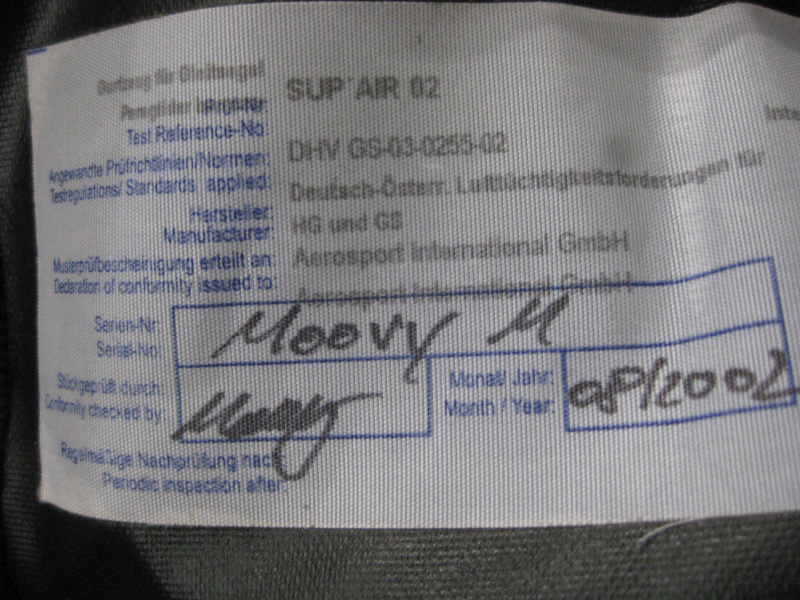 Gurtzeug für Gleitsegel
Paraglider
SUP'AIR 02
Prüf-Nr:
Test Reference-No
DHV GS-03-0255-02
Inte
Angewandte Prüfrichtlinien/Normen:
Testregulations/ Standards applied:
Deutsch-Österr. Lufttüchtigkeitsforderungen für
HG und GS
Hersteller:
Manufacturer:
Aerosport International GmbH
Musterprüfbescheinigung erteilt an:
Declaration of conformity issued to:
Aerosport International GmbH
Serien-Nr:
Serial-No:
Moovy M
Stückgeprüft durch:
Conformity checked by:
Monat/ Jahr:
Month / Year:
08/2002
Regelmäßige Nachprüfung nach
Periodic inspection after: